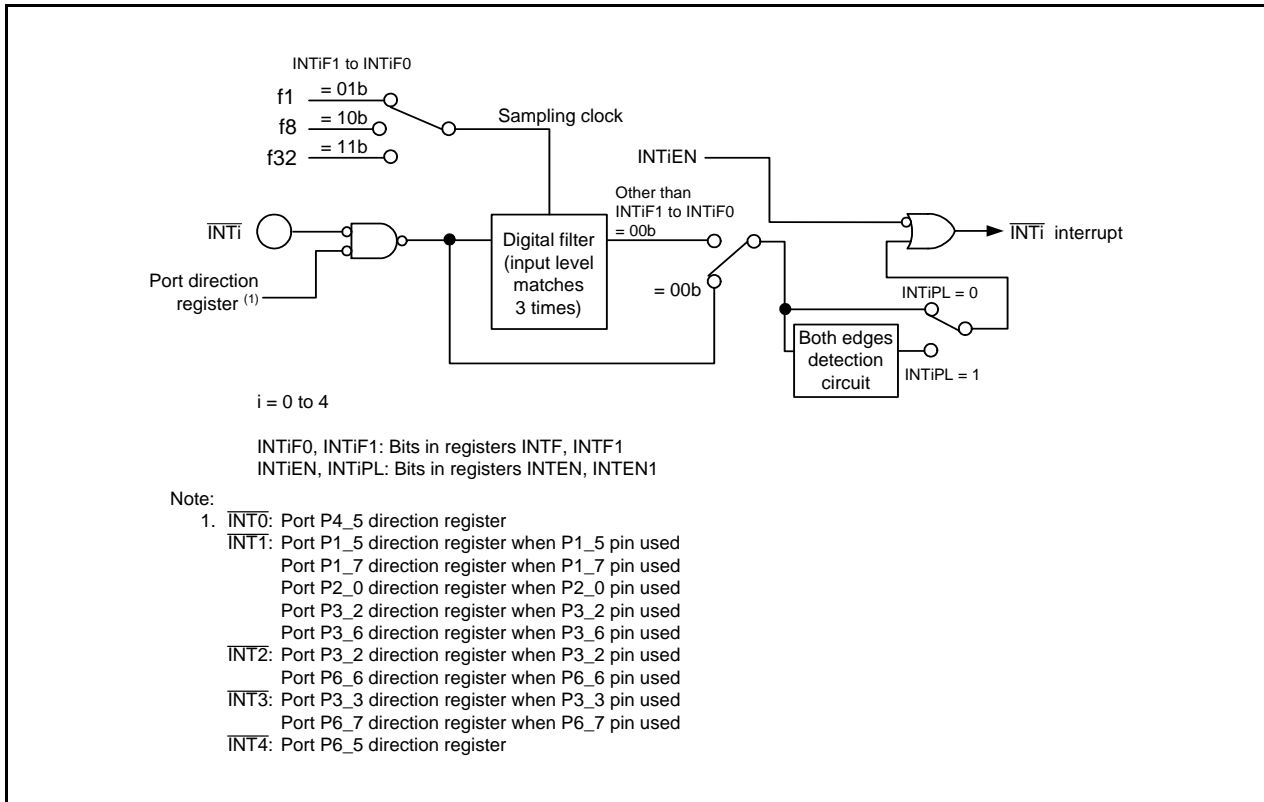 INTiF1 to INTiF0
f1 = 01b
f8 = 10b
f32 = 11b
Sampling clock
INTiEN
Other than
INTiF1 to INTiF0
= 00b
I̅N̅T̅i̅
Digital filter
(input level
matches
3 times)
= 00b
I̅N̅T̅i̅ interrupt
Port direction
register (1)
INTiPL = 0
Both edges
detection
circuit
INTiPL = 1
i = 0 to 4
INTiF0, INTiF1: Bits in registers INTF, INTF1
INTiEN, INTiPL: Bits in registers INTEN, INTEN1
Note:
1. I̅N̅T̅0̅: Port P4_5 direction register
I̅N̅T̅1̅: Port P1_5 direction register when P1_5 pin used
Port P1_7 direction register when P1_7 pin used
Port P2_0 direction register when P2_0 pin used
Port P3_2 direction register when P3_2 pin used
Port P3_6 direction register when P3_6 pin used
I̅N̅T̅2̅: Port P3_2 direction register when P3_2 pin used
Port P6_6 direction register when P6_6 pin used
I̅N̅T̅3̅: Port P3_3 direction register when P3_3 pin used
Port P6_7 direction register when P6_7 pin used
I̅N̅T̅4̅: Port P6_5 direction register